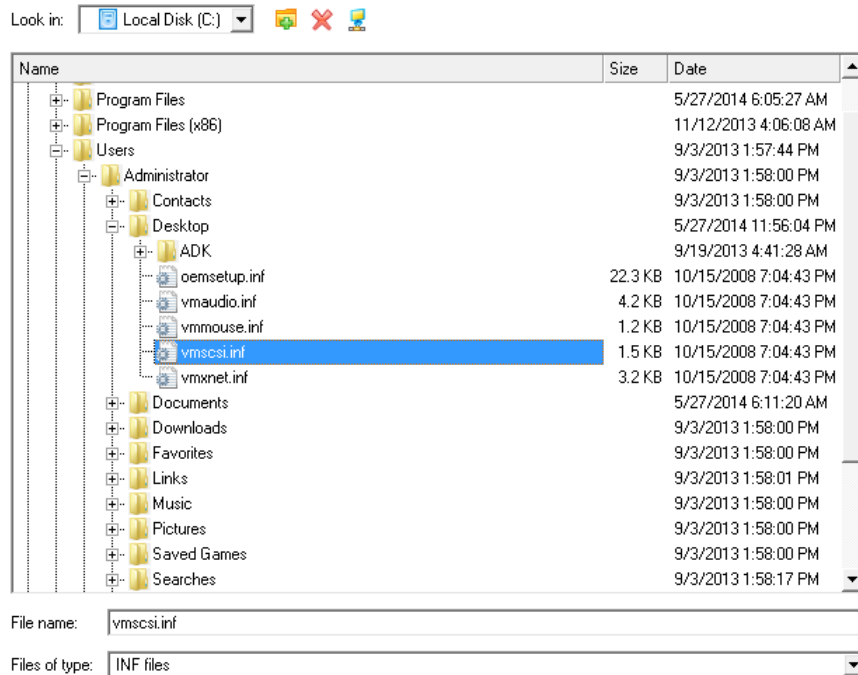 Look in: Local Disk (C:)
Name Size Date
Program Files 5/27/2014 6:05:27 AM
Program Files (x86) 11/12/2013 4:06:08 AM
Users 9/3/2013 1:57:44 PM
Administrator 9/3/2013 1:58:00 PM
Contacts 9/3/2013 1:58:00 PM
Desktop 5/27/2014 11:56:04 PM
ADK 9/19/2013 4:41:28 AM
oemsetup.inf 22.3 KB 10/15/2008 7:04:43 PM
vmaudio.inf 4.2 KB 10/15/2008 7:04:43 PM
vmmouse.inf 1.2 KB 10/15/2008 7:04:43 PM
vmscsi.inf 1.5 KB 10/15/2008 7:04:43 PM
vmxnet.inf 3.2 KB 10/15/2008 7:04:43 PM
Documents 5/27/2014 6:11:20 AM
Downloads 9/3/2013 1:58:00 PM
Favorites 9/3/2013 1:58:00 PM
Links 9/3/2013 1:58:01 PM
Music 9/3/2013 1:58:00 PM
Pictures 9/3/2013 1:58:00 PM
Saved Games 9/3/2013 1:58:00 PM
Searches 9/3/2013 1:58:17 PM
File name: vmscsi.inf
Files of type: INF files